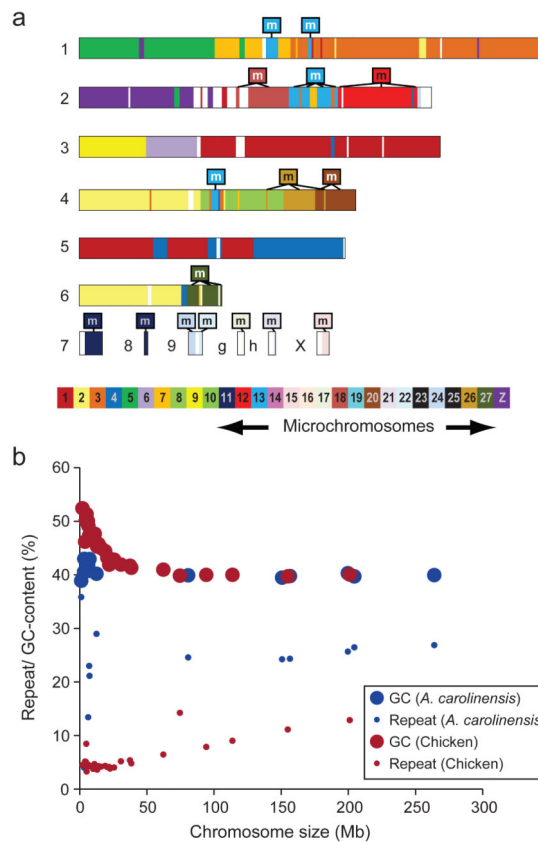 a
m m
1
m m m
2
3
m m m
4
5
m
6
m m m m m m m
7 8 9 g h X
1 2 3 4 5 6 7 8 9 10 11 12 13 14 15 16 17 18 19 20 21 22 23 24 25 26 27 Z
Microchromosomes
b
60
50
40
30
20
10
0
Repeat/ GC-content (%)
GC (A. carolinensis)
Repeat (A. carolinensis)
GC (Chicken)
Repeat (Chicken)
0 50 100 150 200 250 300
Chromosome size (Mb)